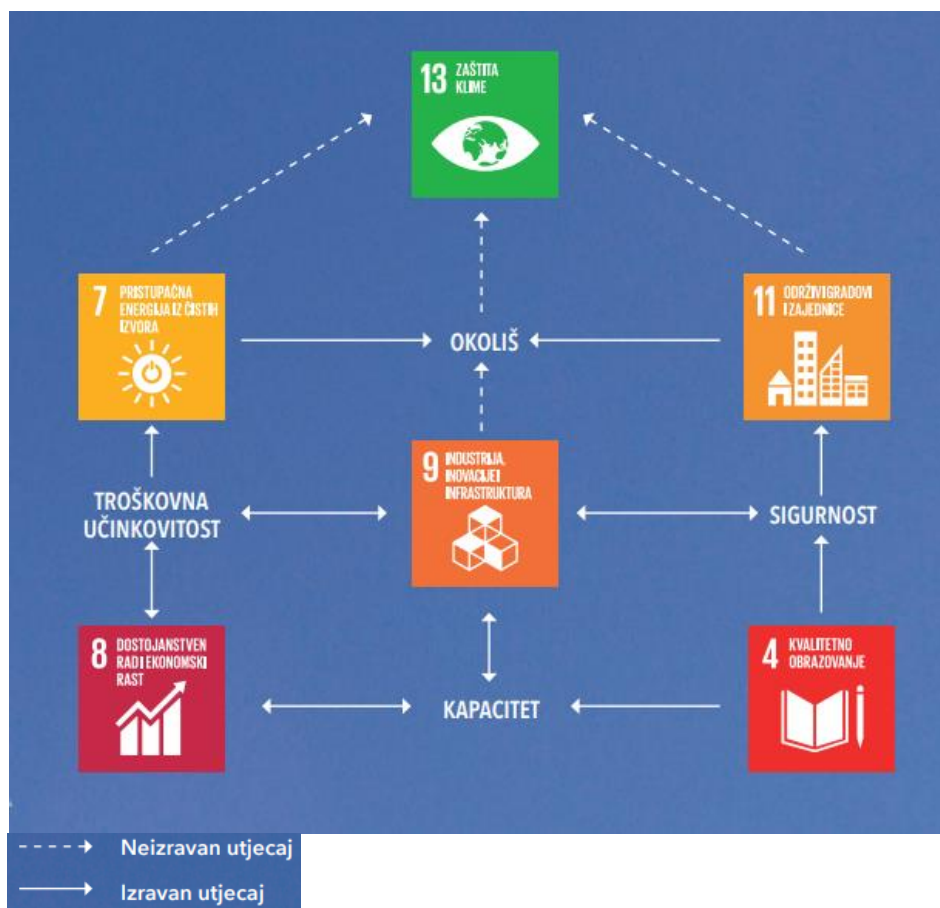 13 ZAŠTITA
KLIME
7 PRISTUPAČNA
ENERGIJA IZ ČISTIH
IZVORA
11 ODRŽIVI GRADOVI
I ZAJEDNICE
OKOLIŠ
9 INDUSTRIJA,
INOVACIJE I
INFRASTRUKTURA
TROŠKOVNA
UČINKOVITOST
SIGURNOST
8 DOSTOJANSTVEN
RAD I EKONOMSKI
RAST
4 KVALITETNO
OBRAZOVANJE
KAPACITET
Neizravan utjecaj
Izravan utjecaj